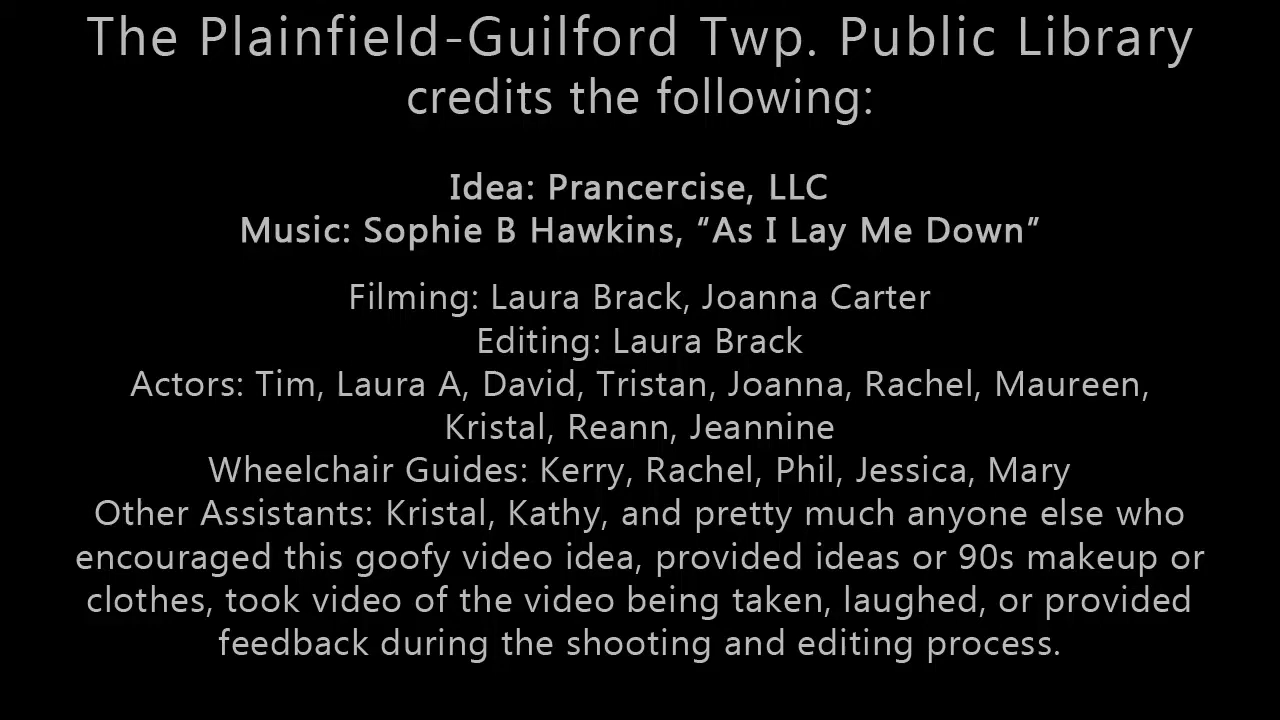 The Plainfield-Guilford Twp. Public Library
credits the following:
Idea: Prancercise, LLC
Music: Sophie B Hawkins, “As I Lay Me Down”
Filming: Laura Brack, Joanna Carter
Editing: Laura Brack
Actors: Tim, Laura A, David, Tristan, Joanna, Rachel, Maureen,
Kristal, Reann, Jeannine
Wheelchair Guides: Kerry, Rachel, Phil, Jessica, Mary
Other Assistants: Kristal, Kathy, and pretty much anyone else who
encouraged this goofy video idea, provided ideas or 90s makeup or
clothes, took video of the video being taken, laughed, or provided
feedback during the shooting and editing process.